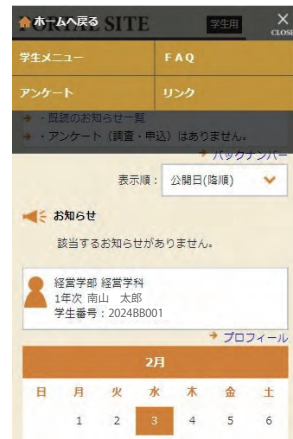 ホームへ戻る
PORTAL SITE
学生用
× CLOSE
学生メニュー
FAQ
アンケート
リンク
・既読のお知らせ一覧
・アンケート(調査・申込)はありません。
バックナンバー
表示順: 公開日(降順)
お知らせ
該当するお知らせがありません。
経営学部 経営学科
1年次 南山 太郎
学生番号:2024BB001
プロフィール
2月
日 月 火 水 木 金 土
1 2 3 4 5 6